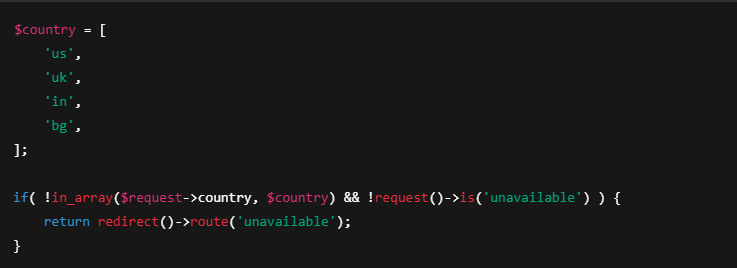 $country = [
    'us',
    'uk',
    'in',
    'bg',
];
if( !in_array($request->country, $country) && !request()->is('unavailable') ) {
    return redirect()->route('unavailable');
}